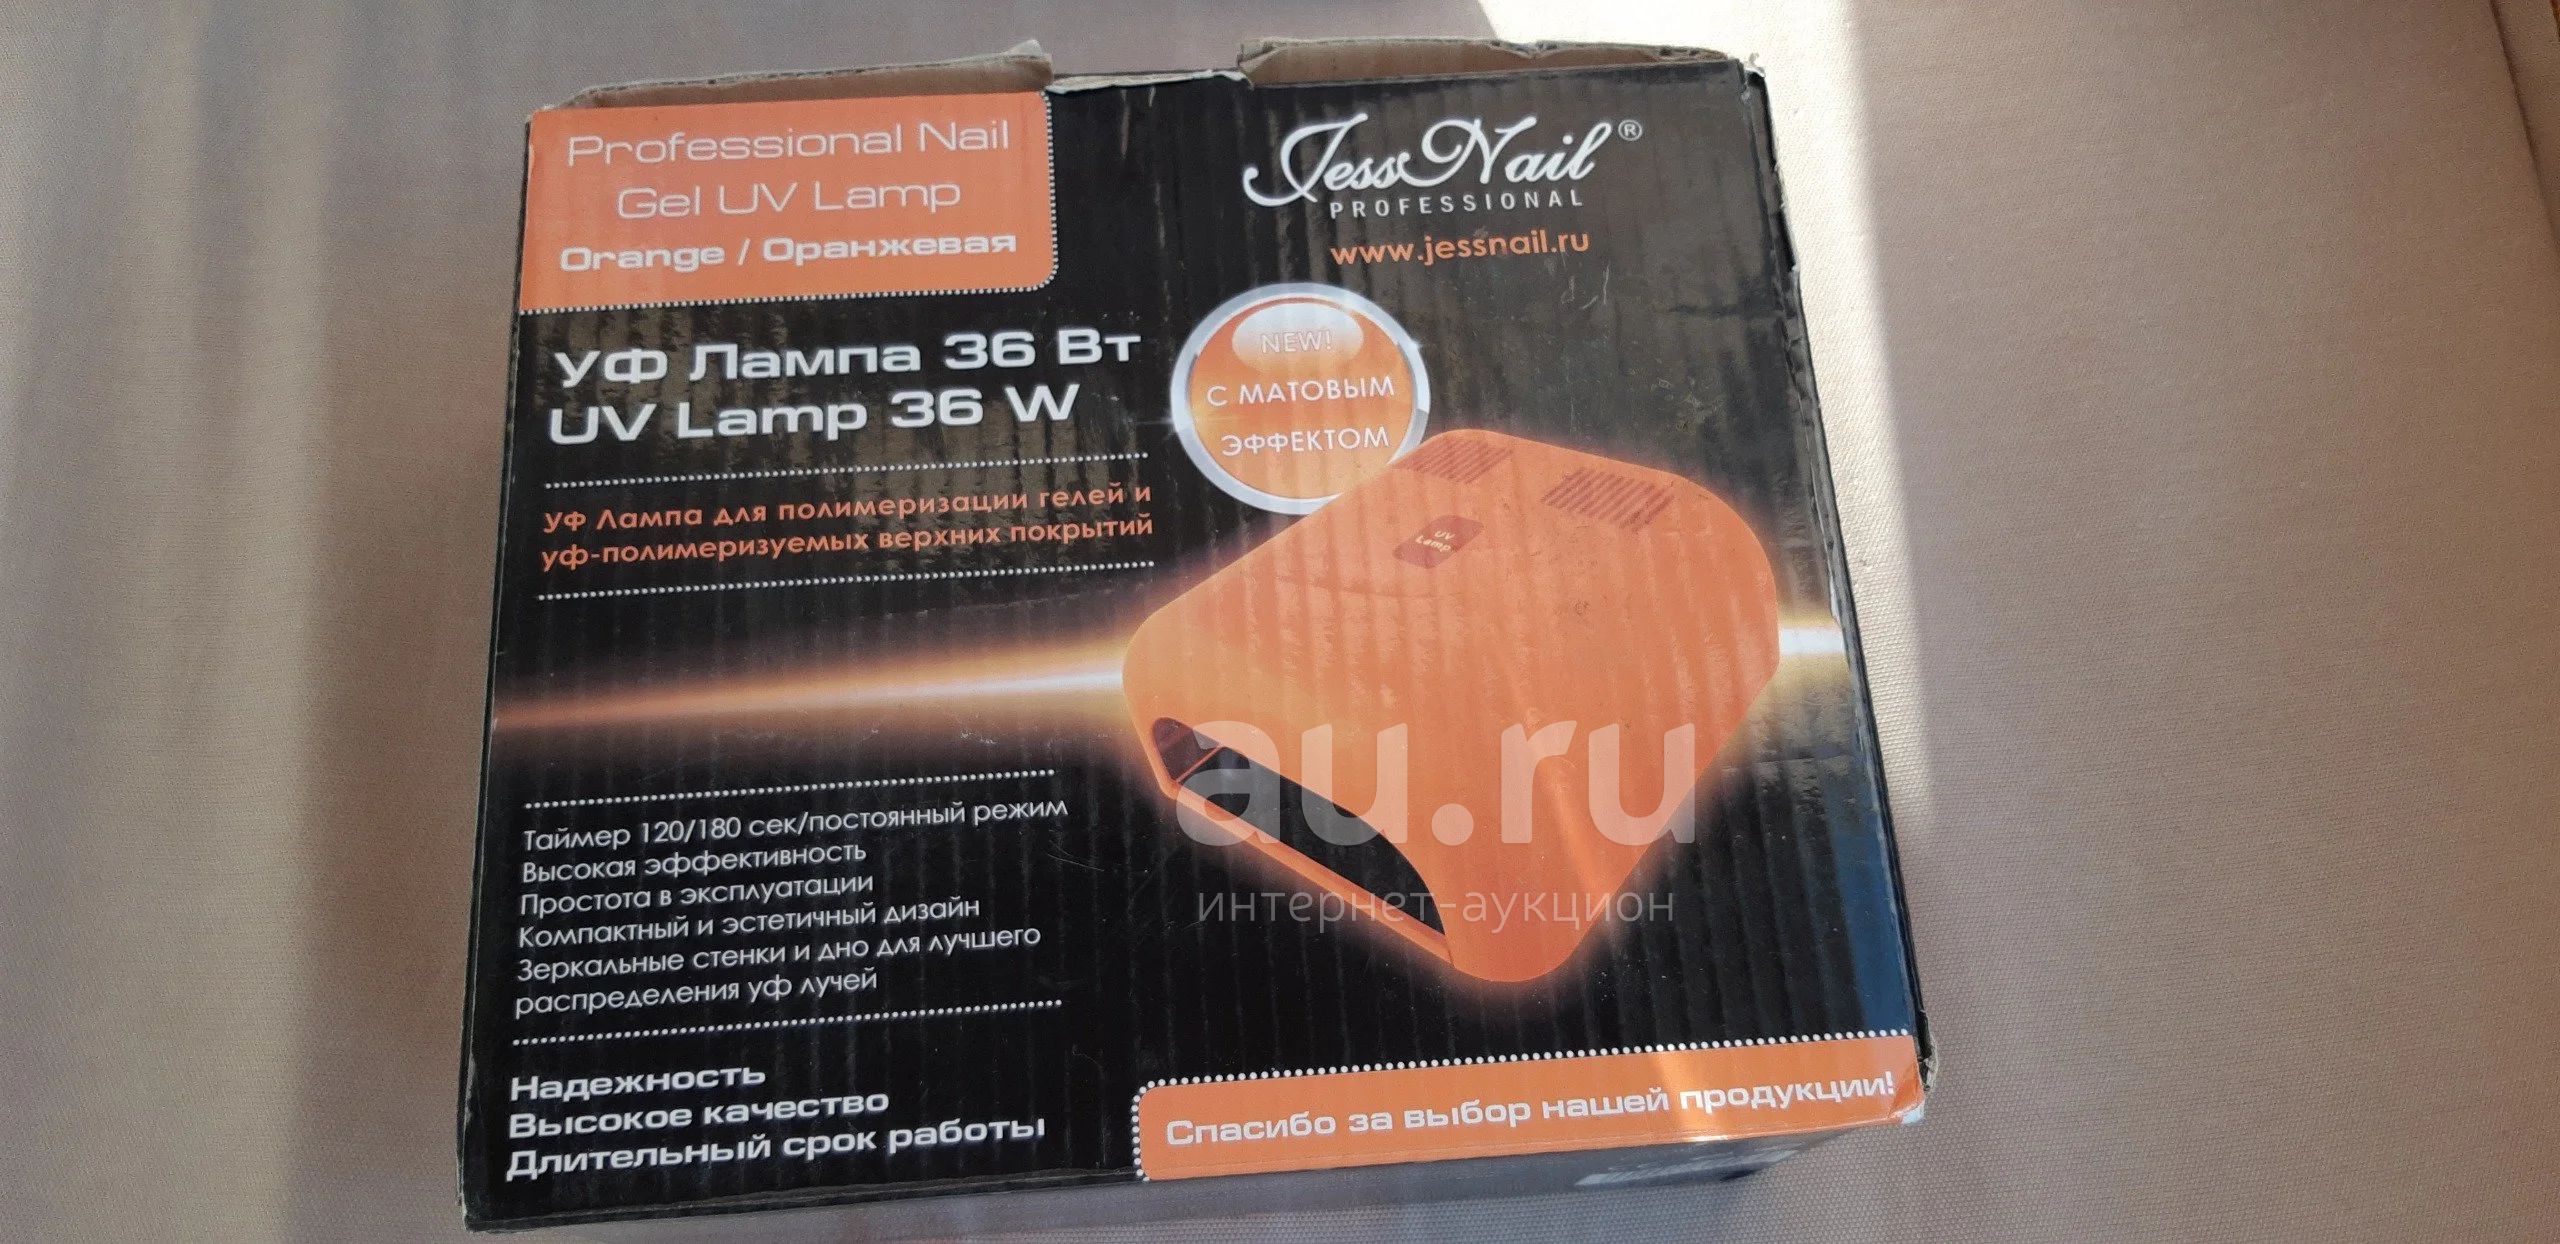 Professional Nail
Gel UV Lamp
Orange / Оранжевая
JessNail®
PROFESSIONAL
www.jessnail.ru
УФ Лампа 36 Вт
UV Lamp 36 W
NEW!
С МАТОВЫМ
ЭФФЕКТОМ
УФ Лампа для полимеризации гелей и
уф-полимеризуемых верхних покрытий
UV
Lamp
Таймер 120/180 сек/постоянный режим
Высокая эффективность
Простота в эксплуатации
Компактный и эстетичный дизайн
Зеркальные стенки и дно для лучшего
распределения уф лучей
au.ru
интернет-аукцион
Надежность
Высокое качество
Длительный срок работы
Спасибо за выбор нашей продукции!